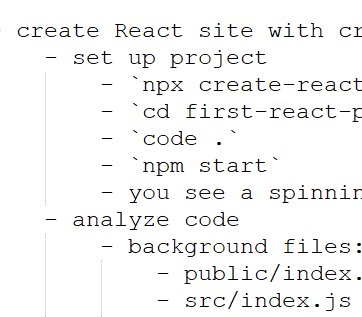 create React site with cr
- set up project
- `npx create-react
- `cd first-react-p
- `code .`
- `npm start`
- you see a spinnin
- analyze code
- background files:
- public/index.
- src/index.js